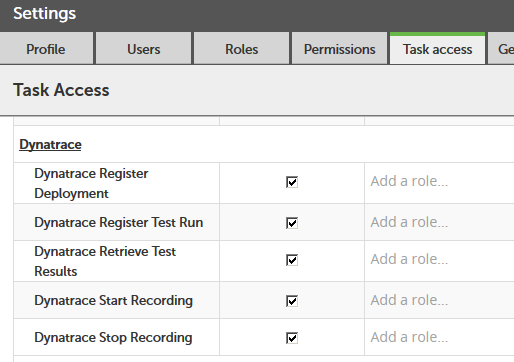 Settings
Profile Users Roles Permissions Task access Ge
Task Access
Dynatrace
Dynatrace Register
Deployment
Add a role...
Dynatrace Register Test Run Add a role...
Dynatrace Retrieve Test
Results
Add a role...
Dynatrace Start Recording Add a role...
Dynatrace Stop Recording Add a role...